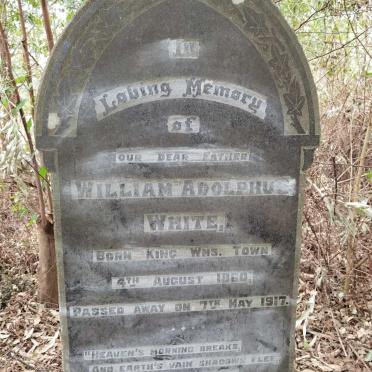 In
Loving Memory
of
OUR DEAR FATHER
WILLIAM ADOLPHUS
WHITE,
BORN KING WMS. TOWN
4TH AUGUST 1860,
PASSED AWAY ON 7TH MAY 1917.
"HEAVEN'S MORNING BREAKS,
AND EARTH'S VAIN SHADOWS FLEE